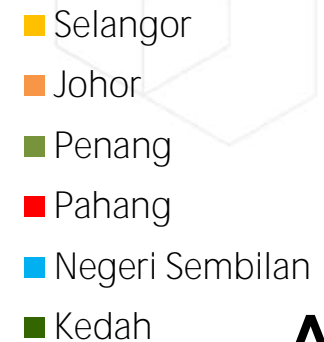 Selangor
Johor
Penang
Pahang
Negeri Sembilan
Kedah